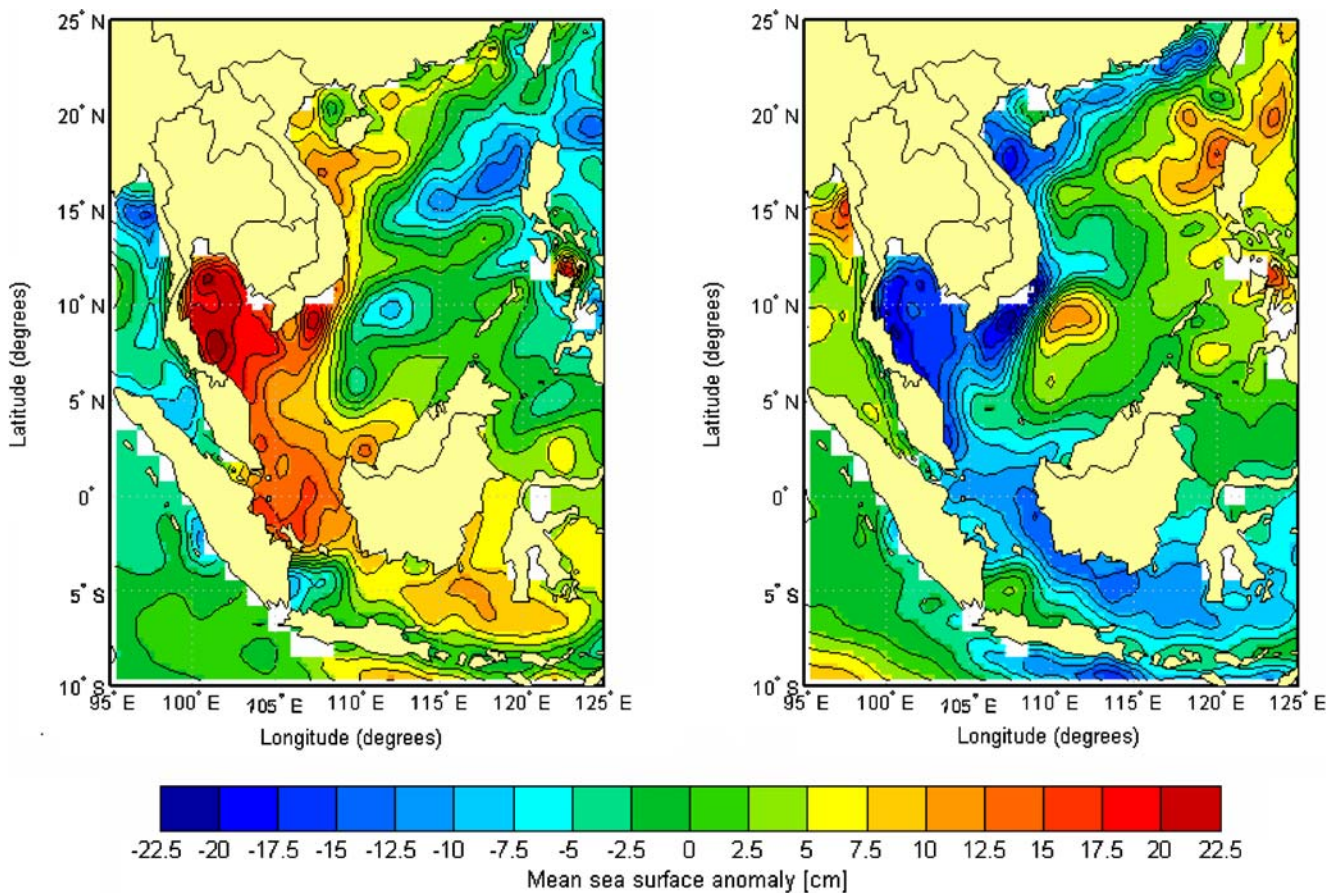 25° N
20° N
15° N
10° N
5° N
0°
5° S
10° S
95° E 100° E 105° E 110° E 115° E 120° E 125° E
Latitude (degrees)
Longitude (degrees)
25° N
20° N
15° N
10° N
5° N
0°
5° S
10° S
95° E 100° E 105° E 110° E 115° E 120° E 125° E
Latitude (degrees)
Longitude (degrees)
-22.5 -20 -17.5 -15 -12.5 -10 -7.5 -5 -2.5 0 2.5 5 7.5 10 12.5 15 17.5 20 22.5
Mean sea surface anomaly [cm]